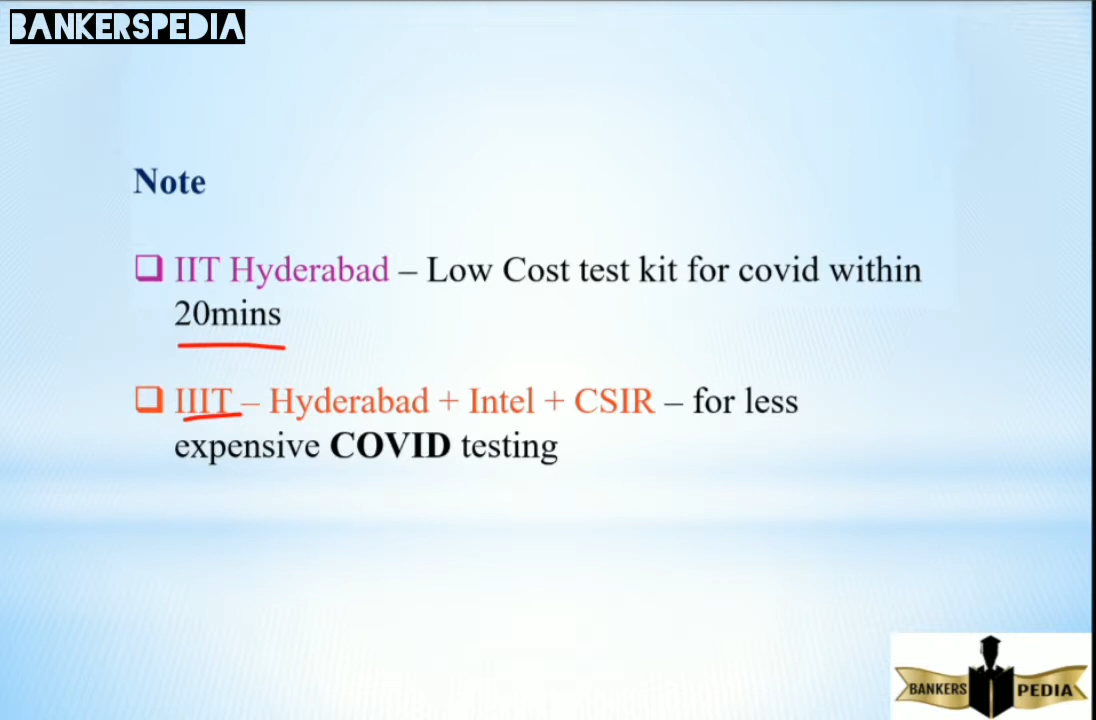 BANKERSPEDIA
Note
IIT Hyderabad – Low Cost test kit for covid within
20mins
IIIT – Hyderabad + Intel + CSIR – for less
expensive COVID testing
BANKERS PEDIA